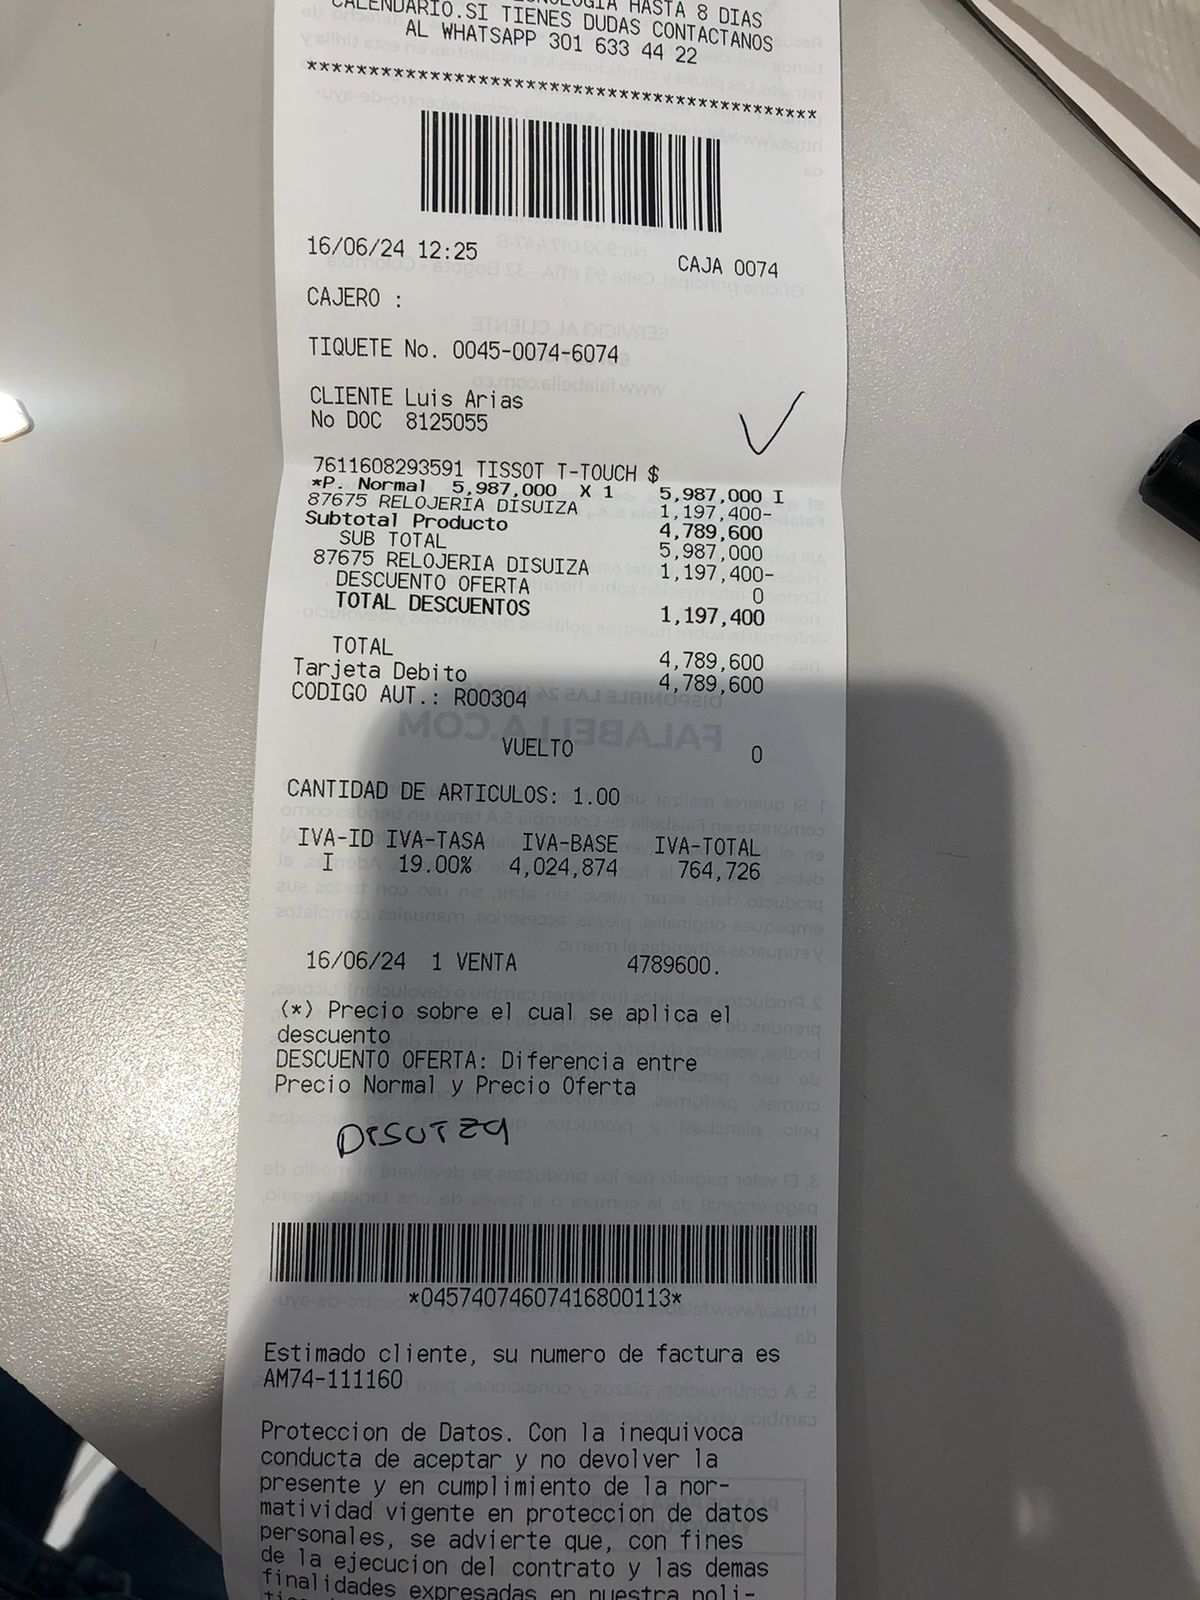 HASTA 8 DIAS
CALENDARIO.SI TIENES DUDAS CONTACTANOS
AL WHATSAPP 301 633 44 22
******************************************
16/06/24 12:25 CAJA 0074
CAJERO :
TIQUETE No. 0045-0074-6074
CLIENTE Luis Arias
No DOC 8125055
7611608293591 TISSOT T-TOUCH $
*P. Normal 5,987,000 X 1 5,987,000 I
87675 RELOJERIA DISUIZA 1,197,400-
Subtotal Producto 4,789,600
SUB TOTAL 5,987,000
87675 RELOJERIA DISUIZA 1,197,400-
DESCUENTO OFERTA 0
TOTAL DESCUENTOS 1,197,400
TOTAL 4,789,600
Tarjeta Debito 4,789,600
CODIGO AUT.: R00304
VUELTO 0
CANTIDAD DE ARTICULOS: 1.00
IVA-ID IVA-TASA IVA-BASE IVA-TOTAL
I 19.00% 4,024,874 764,726
16/06/24 1 VENTA 4789600.
(*) Precio sobre el cual se aplica el
descuento
DESCUENTO OFERTA: Diferencia entre
Precio Normal y Precio Oferta
DISUIZA
*04574074607416800113*
Estimado cliente, su numero de factura es
AM74-111160
Proteccion de Datos. Con la inequivoca
conducta de aceptar y no devolver la
presente y en cumplimiento de la nor-
matividad vigente en proteccion de datos
personales, se advierte que, con fines
de la ejecucion del contrato y las demas
finalidades expresadas en nuestra poli-